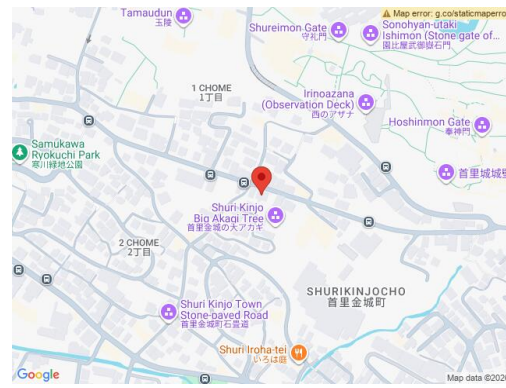 Tamaudun
玉陵
Shureimon Gate
守礼門
Map error: g.co/staticmaperro
Sonohyan-utaki
Ishimon (Stone gate of...
園比屋武御嶽石門
1 CHOME
1丁目
Irinoazana
(Observation Deck)
西のアザナ
Hoshinmon Gate
奉神門
Samukawa
Ryokuchi Park
寒川緑地公園
首里城城
Shuri Kinjo
Big Akagi Tree
首里金城の大アカギ
2 CHOME
2丁目
SHURIKINJOCHO
首里金城町
Shuri Kinjo Town
Stone-paved Road
首里金城町石畳道
Shuri Iroha-tei
いろは庭
Google
Map data ©2026